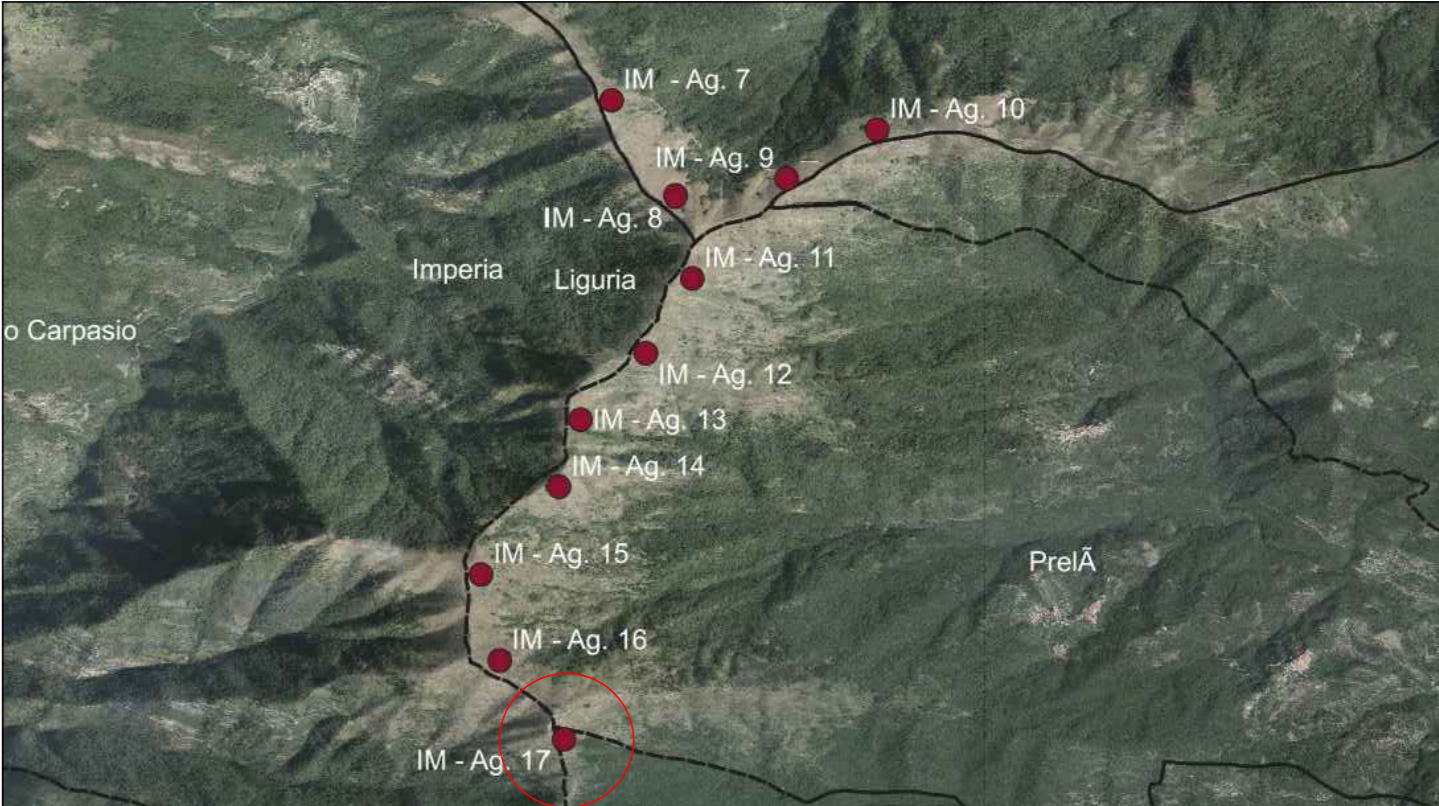 IM - Ag. 7
IM - Ag. 10
IM - Ag. 9
IM - Ag. 8
IM - Ag. 11
Imperia
Liguria
o Carpasio
IM - Ag. 12
IM - Ag. 13
IM - Ag. 14
IM - Ag. 15
PrelÃ
IM - Ag. 16
IM - Ag. 17